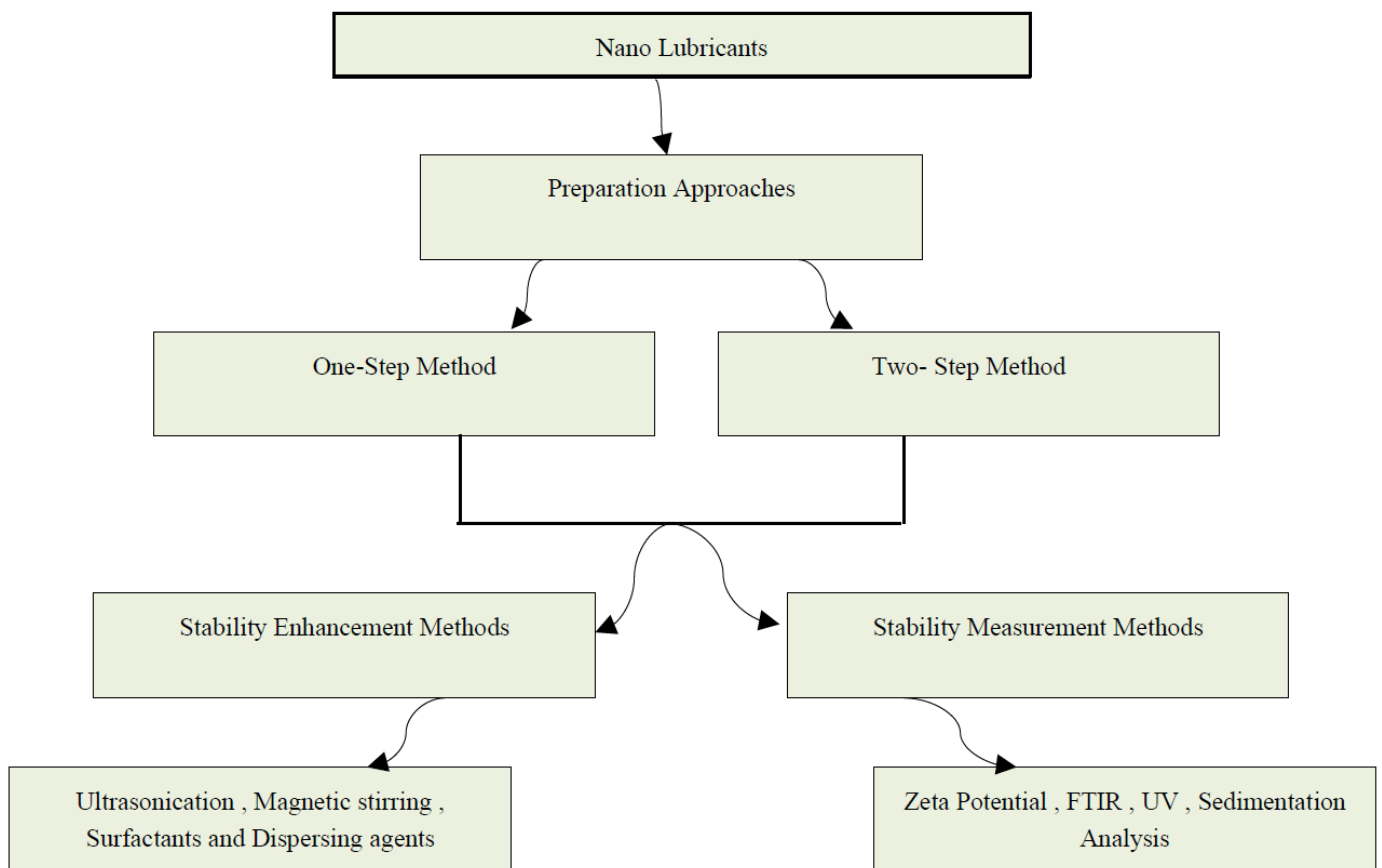 Nano Lubricants
Preparation Approaches
One-Step Method
Two- Step Method
Stability Enhancement Methods
Stability Measurement Methods
Ultrasonication , Magnetic stirring ,
Surfactants and Dispersing agents
Zeta Potential , FTIR , UV , Sedimentation
Analysis